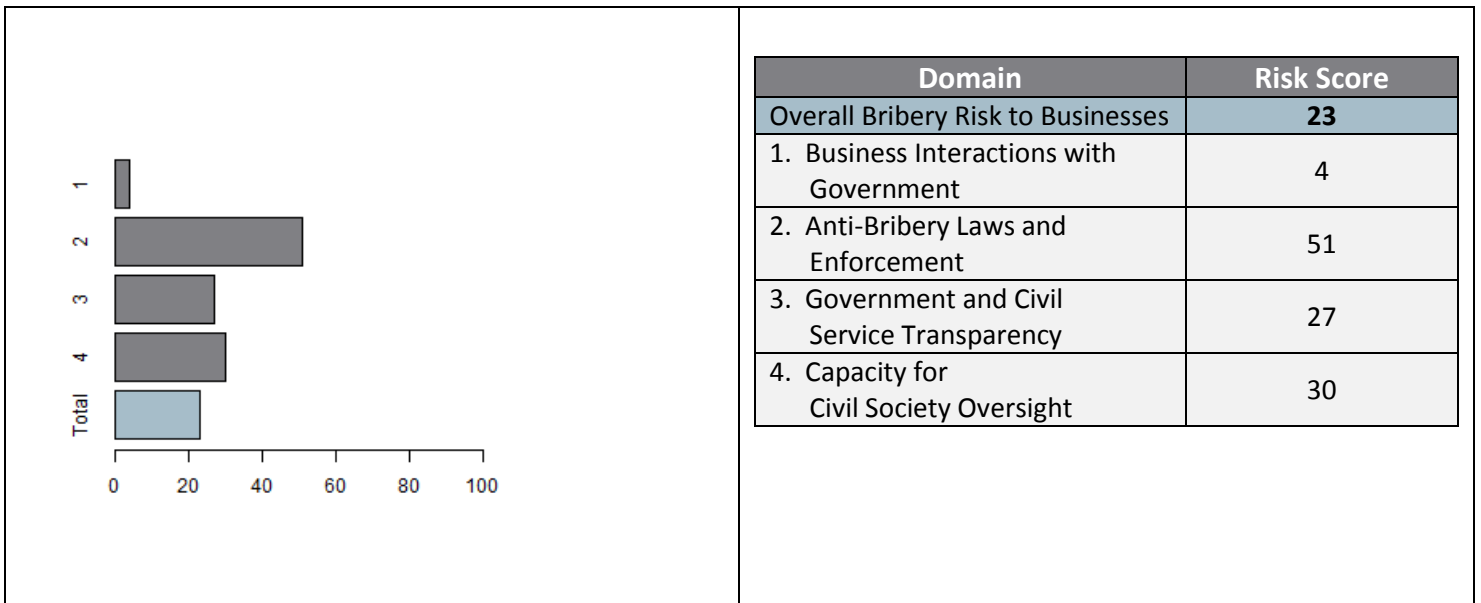 1
2
3
4
Total
0 20 40 60 80 100
Domain Risk Score
Overall Bribery Risk to Businesses 23
1. Business Interactions with
Government
4
2. Anti-Bribery Laws and
Enforcement
51
3. Government and Civil
Service Transparency
27
4. Capacity for
Civil Society Oversight
30